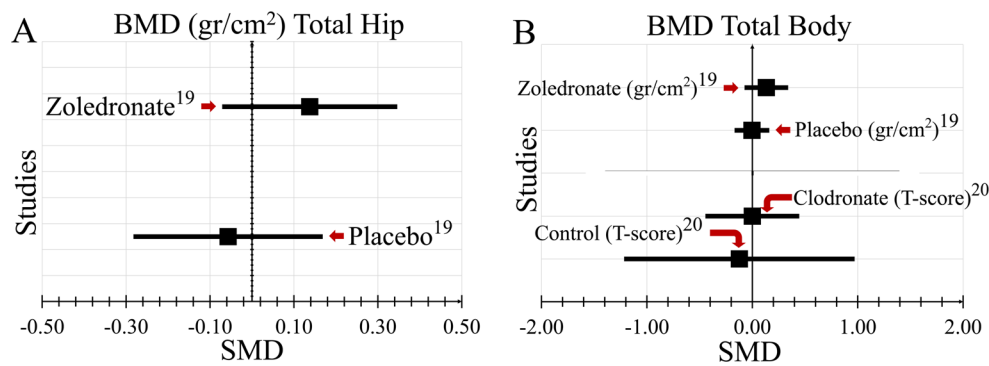 A
BMD (gr/cm²) Total Hip
Zoledronate¹⁹
Placebo¹⁹
Studies
-0.50 -0.30 -0.10 0.10 0.30 0.50
SMD
B
BMD Total Body
Zoledronate (gr/cm²)¹⁹
Placebo (gr/cm²)¹⁹
Clodronate (T-score)²⁰
Control (T-score)²⁰
Studies
-2.00 -1.00 0.00 1.00 2.00
SMD